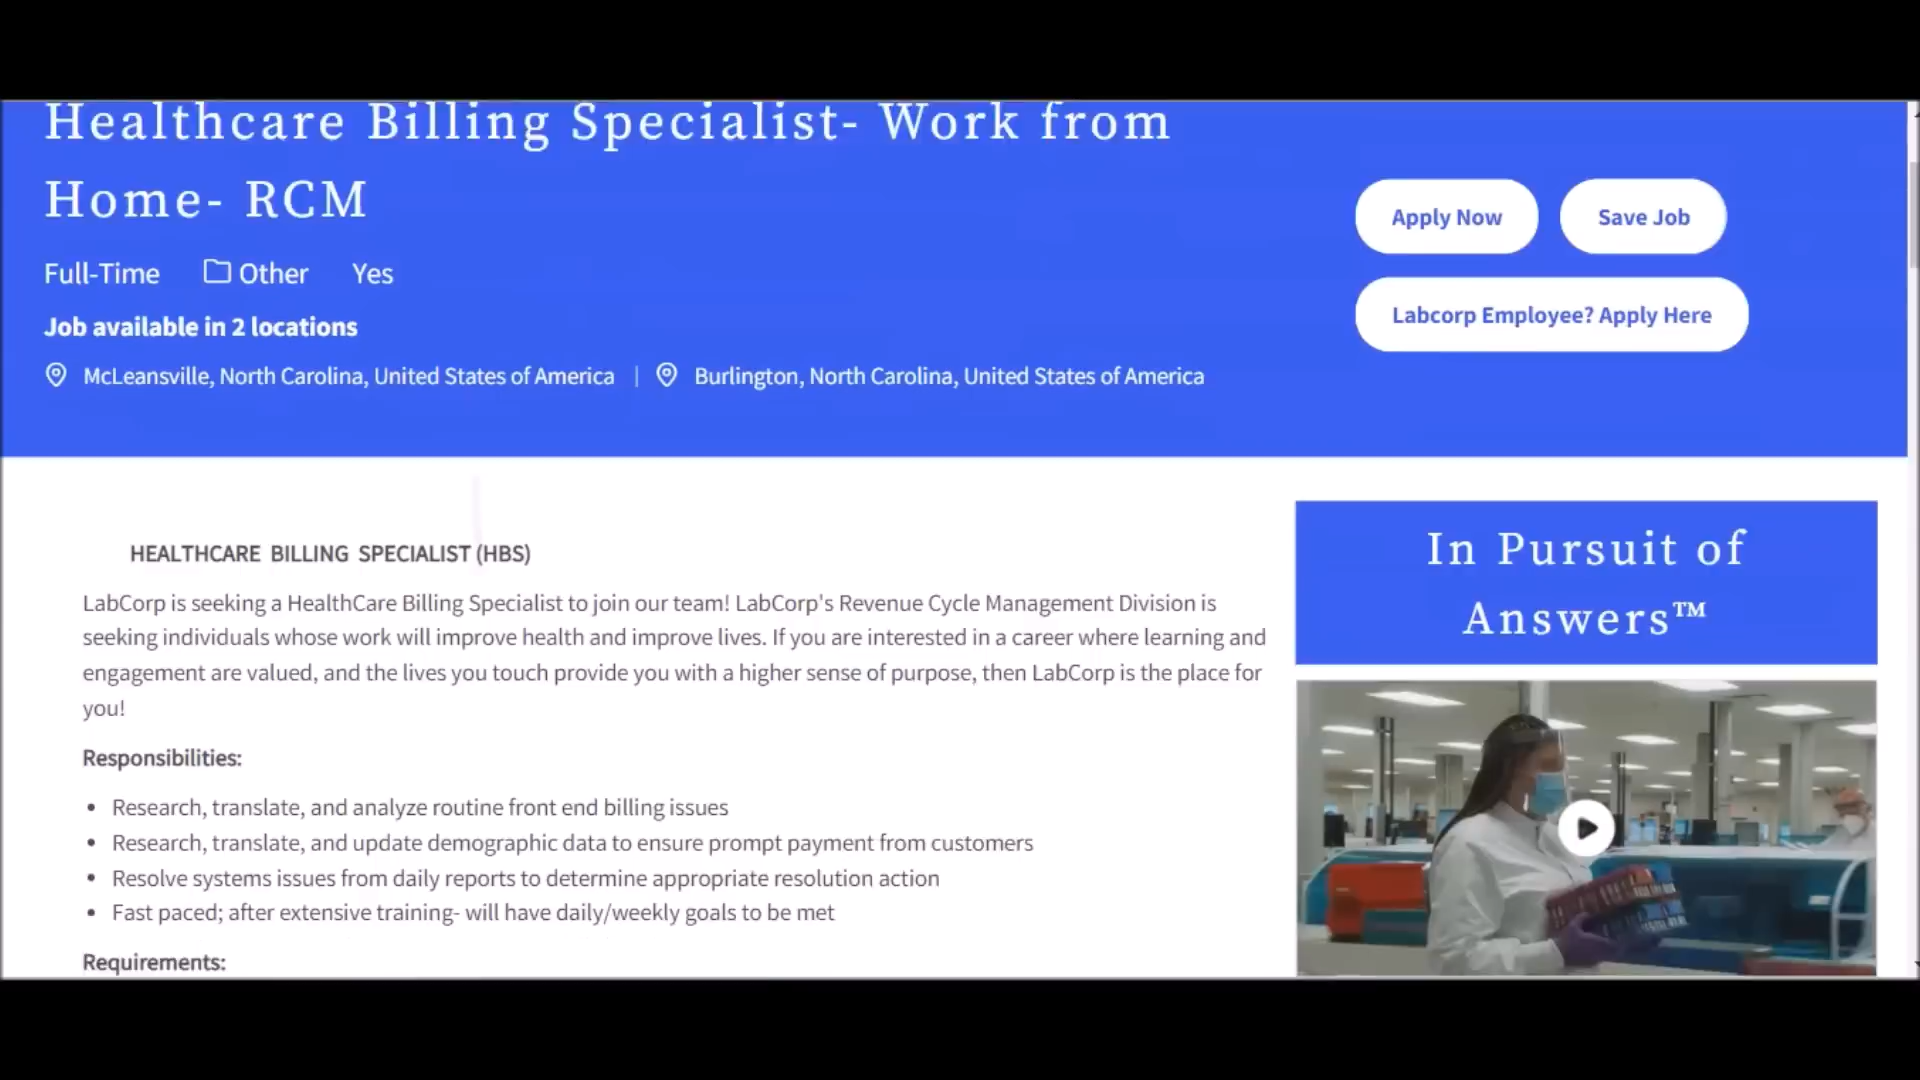 Healthcare Billing Specialist- Work from
Home- RCM
Full-Time Other Yes
Job available in 2 locations
McLeansville, North Carolina, United States of America | Burlington, North Carolina, United States of America
Apply Now Save Job
Labcorp Employee? Apply Here
HEALTHCARE BILLING SPECIALIST (HBS)
LabCorp is seeking a HealthCare Billing Specialist to join our team! LabCorp's Revenue Cycle Management Division is
seeking individuals whose work will improve health and improve lives. If you are interested in a career where learning and
engagement are valued, and the lives you touch provide you with a higher sense of purpose, then LabCorp is the place for
you!
Responsibilities:
• Research, translate, and analyze routine front end billing issues
• Research, translate, and update demographic data to ensure prompt payment from customers
• Resolve systems issues from daily reports to determine appropriate resolution action
• Fast paced; after extensive training- will have daily/weekly goals to be met
Requirements:
In Pursuit of
Answers™